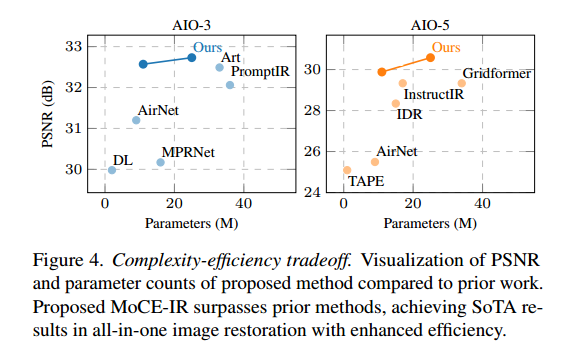 AIO-3
AIO-5
PSNR (dB)
33
32
31
30
Ours
Art
PromptIR
AirNet
DL
MPRNet
0
20
40
Parameters (M)
30
28
26
24
Ours
Gridformer
InstructIR
IDR
AirNet
TAPE
0
20
40
Parameters (M)
Figure 4. Complexity-efficiency tradeoff. Visualization of PSNR
and parameter counts of proposed method compared to prior work.
Proposed MoCE-IR surpasses prior methods, achieving SoTA re-
sults in all-in-one image restoration with enhanced efficiency.